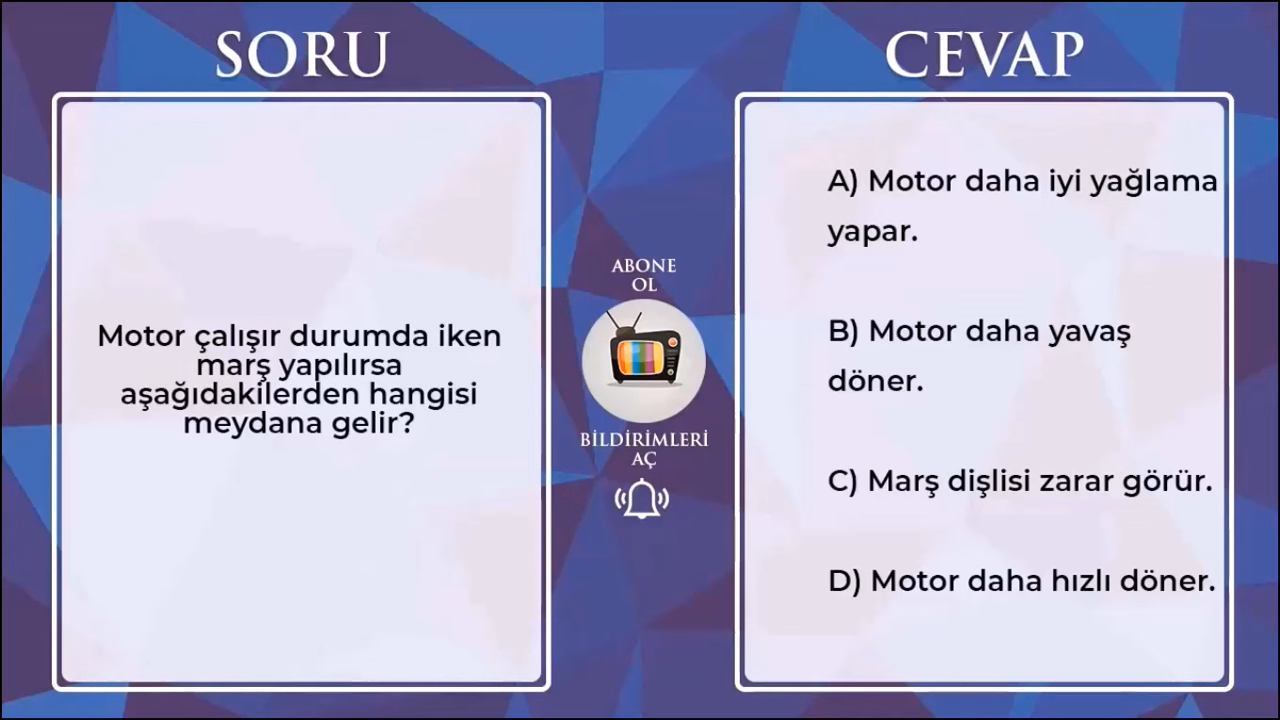 SORU
Motor çalışır durumda iken
marş yapılırsa
aşağıdakilerden hangisi
meydana gelir?
ABONE
OL
BİLDİRİMLERİ
AÇ
CEVAP
A) Motor daha iyi yağlama
yapar.
B) Motor daha yavaş
döner.
C) Marş dişlisi zarar görür.
D) Motor daha hızlı döner.